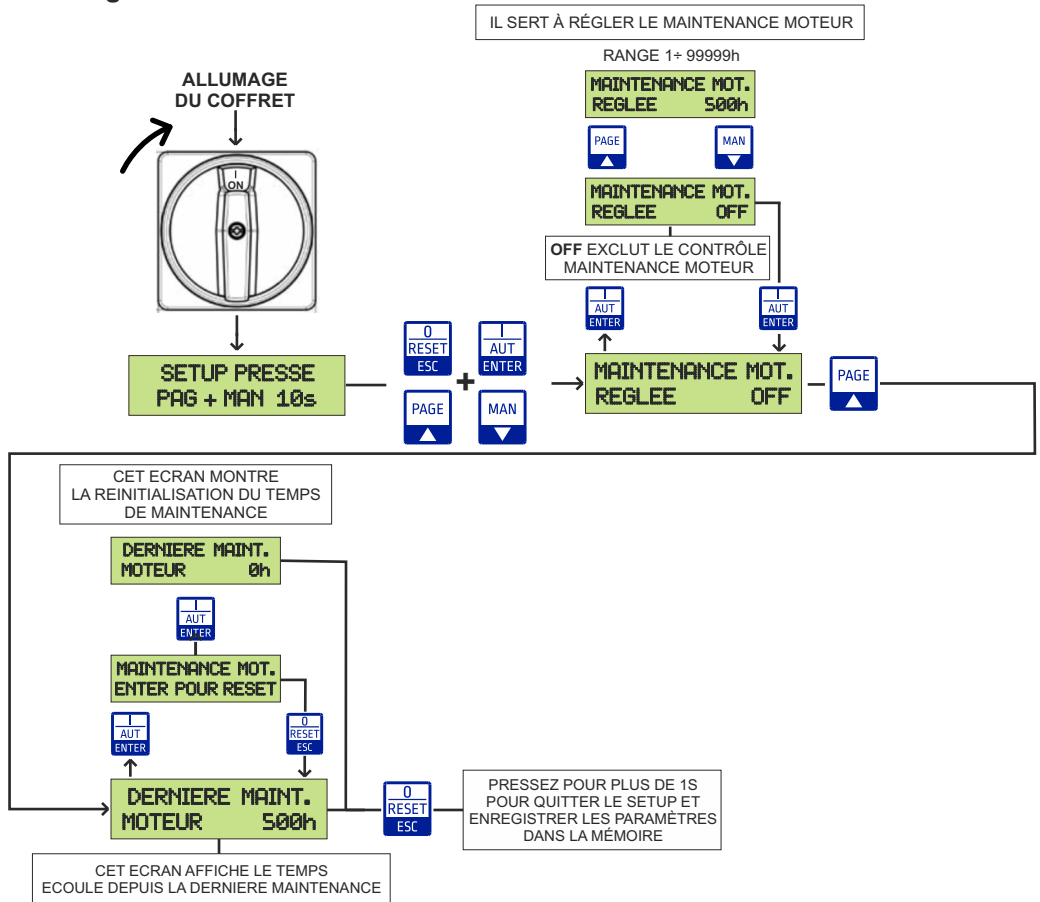 IL SERT À RÉGLER LE MAINTENANCE MOTEUR
RANGE 1÷ 99999h
MAINTENANCE MOT.
REGLEE 500h
PAGE
MAN
MAINTENANCE MOT.
REGLEE OFF
OFF EXCLUT LE CONTRÔLE
MAINTENANCE MOTEUR
I
AUT
ENTER
I
AUT
ENTER
ALLUMAGE
DU COFFRET
I
ON
SETUP PRESSE
PAG + MAN 10s
0
RESET
ESC
+
I
AUT
ENTER
PAGE
MAN
MAINTENANCE MOT.
REGLEE OFF
PAGE
CET ECRAN MONTRE
LA REINITIALISATION DU TEMPS
DE MAINTENANCE
DERNIERE MAINT.
MOTEUR 0h
I
AUT
ENTER
MAINTENANCE MOT.
ENTER POUR RESET
I
AUT
ENTER
0
RESET
ESC
DERNIERE MAINT.
MOTEUR 500h
0
RESET
ESC
PRESSEZ POUR PLUS DE 1S
POUR QUITTER LE SETUP ET
ENREGISTRER LES PARAMÈTRES
DANS LA MÉMOIRE
CET ECRAN AFFICHE LE TEMPS
ECOULE DEPUIS LA DERNIERE MAINTENANCE